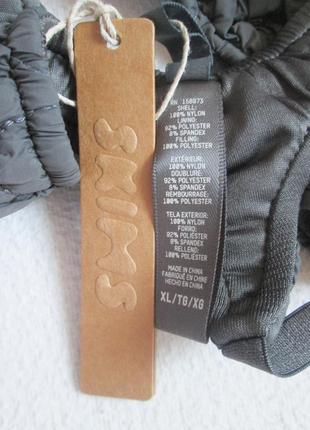 SKIMS
RN 158973
SHELL:
100% NYLON
LINING:
92% POLYESTER
8% SPANDEX
FILLING:
100% POLYESTER
EXTÉRIEUR:
100% NYLON
DOUBLURE:
92% POLYESTER
8% SPANDEX
REMBOURRAGE:
100% POLYESTER
TELA EXTERIOR:
100% NYLON
FORRO:
92% POLIÉSTER
8% SPANDEX
RELLENO:
100% POLIÉSTER
MADE IN CHINA
FABRIQUÉ EN CHINE
HECHO EN CHINA
XL/TG/XG